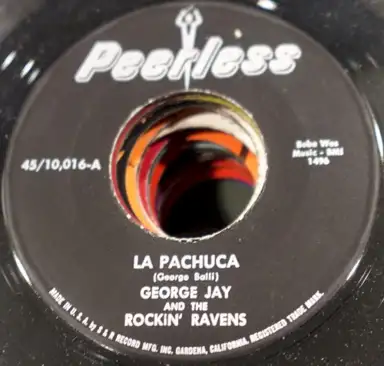 Peerless
45/10,016-A
Bobo Wes
Music - BMI
1496
LA PACHUCA
(George Balli)
GEORGE JAY
AND THE
ROCKIN' RAVENS
MADE IN U.S.A. by B & R RECORD MFG. INC. GARDENA, CALIFORNIA. REGISTERED TRADE MARK.